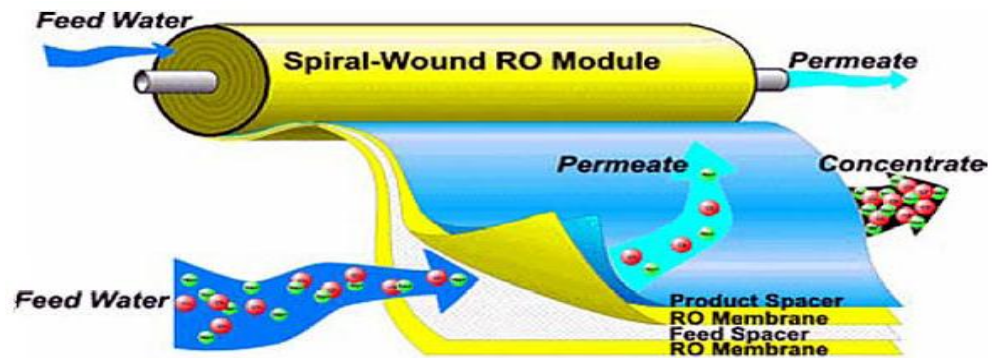 Feed Water
Spiral-Wound RO Module
Permeate
Permeate
Concentrate
Feed Water
Product Spacer
RO Membrane
Feed Spacer
RO Membrane